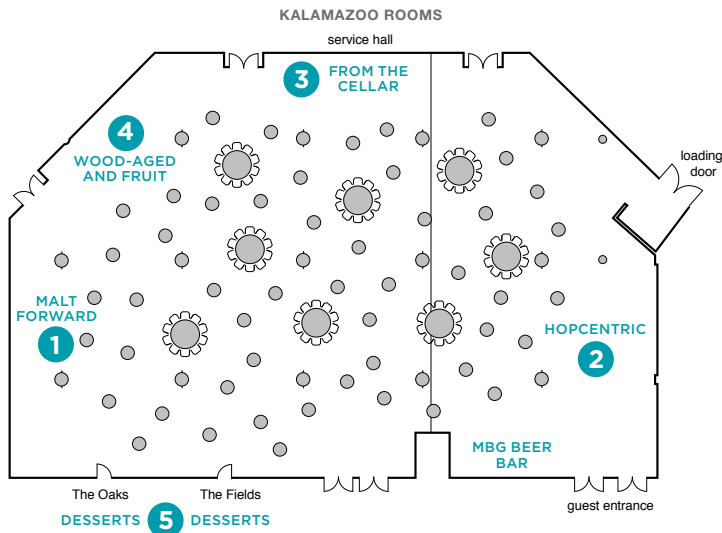 KALAMAZOO ROOMS
service hall
3
FROM THE
CELLAR
4
WOOD-AGED
AND FRUIT
loading
door
MALT
FORWARD
1
HOPCENTRIC
2
MBG BEER
BAR
The Oaks
The Fields
guest entrance
DESSERTS 5 DESSERTS